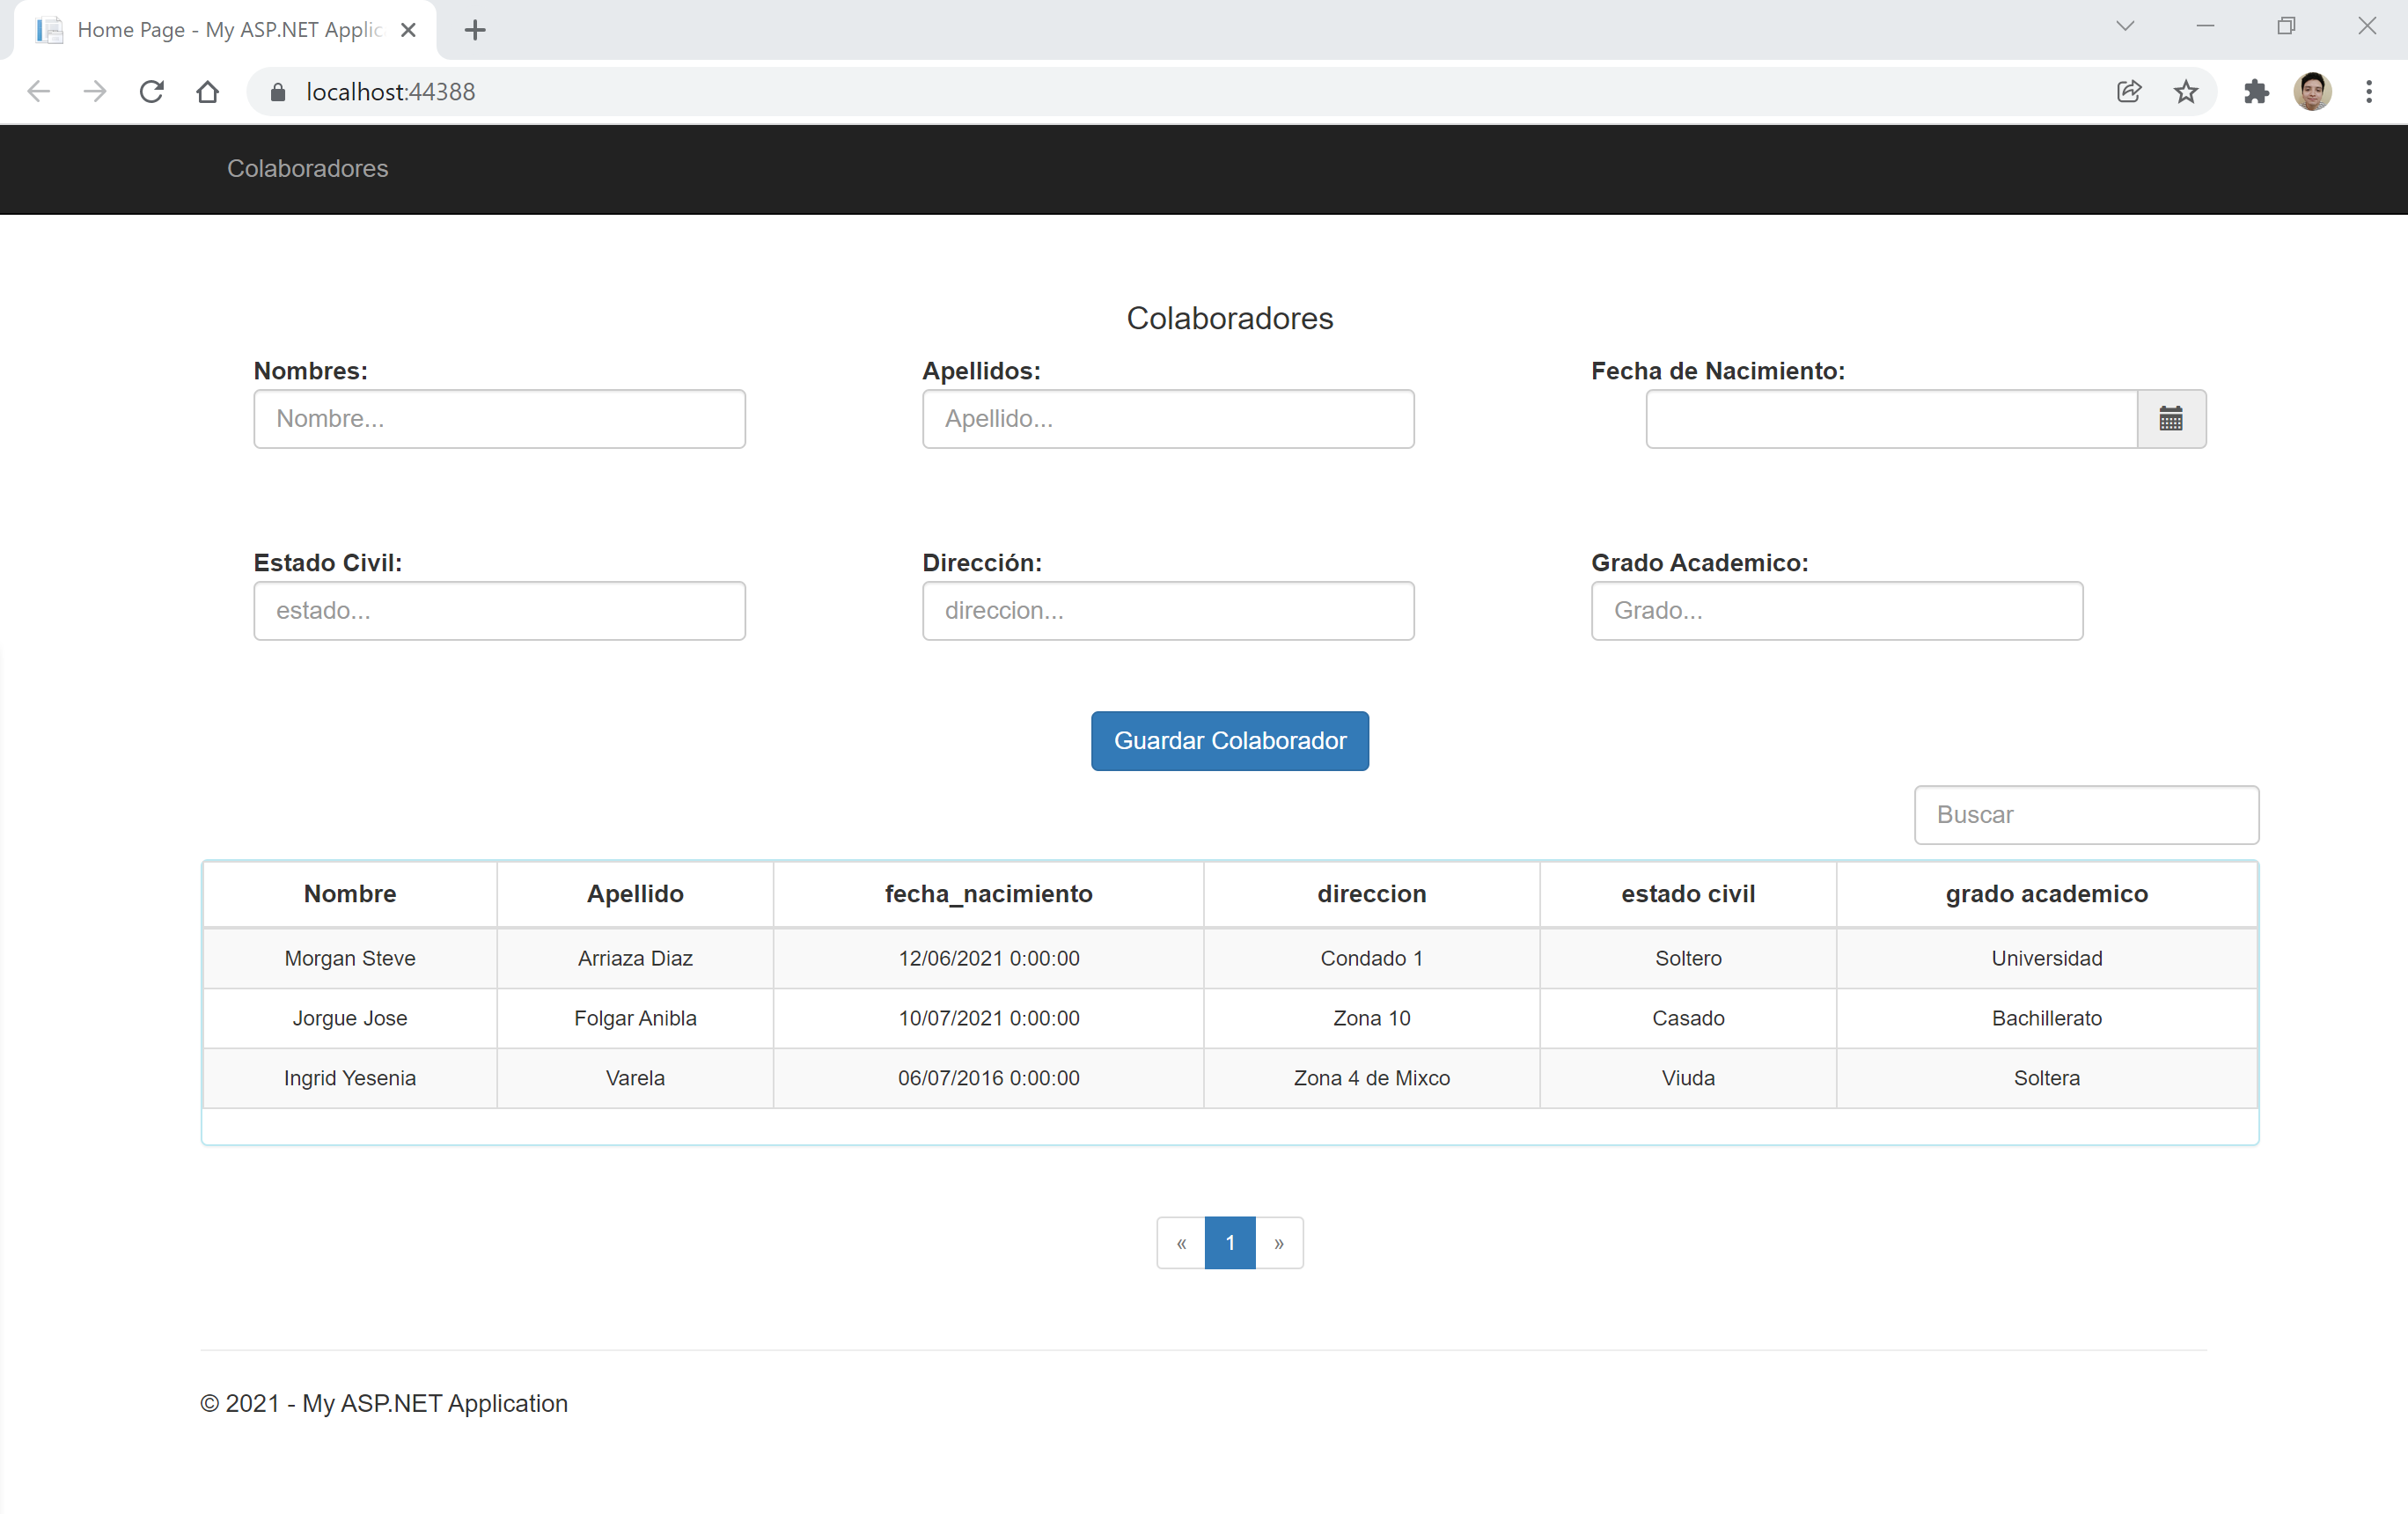 Home Page - My ASP.NET Applic
localhost:44388
Colaboradores
Colaboradores
Nombres: Apellidos: Fecha de Nacimiento:
Nombre... Apellido...
Estado Civil: Dirección: Grado Academico:
estado... direccion... Grado...
Guardar Colaborador
Buscar
Nombre Apellido fecha_nacimiento direccion estado civil grado academico
Morgan Steve Arriaza Diaz 12/06/2021 0:00:00 Condado 1 Soltero Universidad
Jorgue Jose Folgar Anibla 10/07/2021 0:00:00 Zona 10 Casado Bachillerato
Ingrid Yesenia Varela 06/07/2016 0:00:00 Zona 4 de Mixco Viuda Soltera
« 1 »
© 2021 - My ASP.NET Application